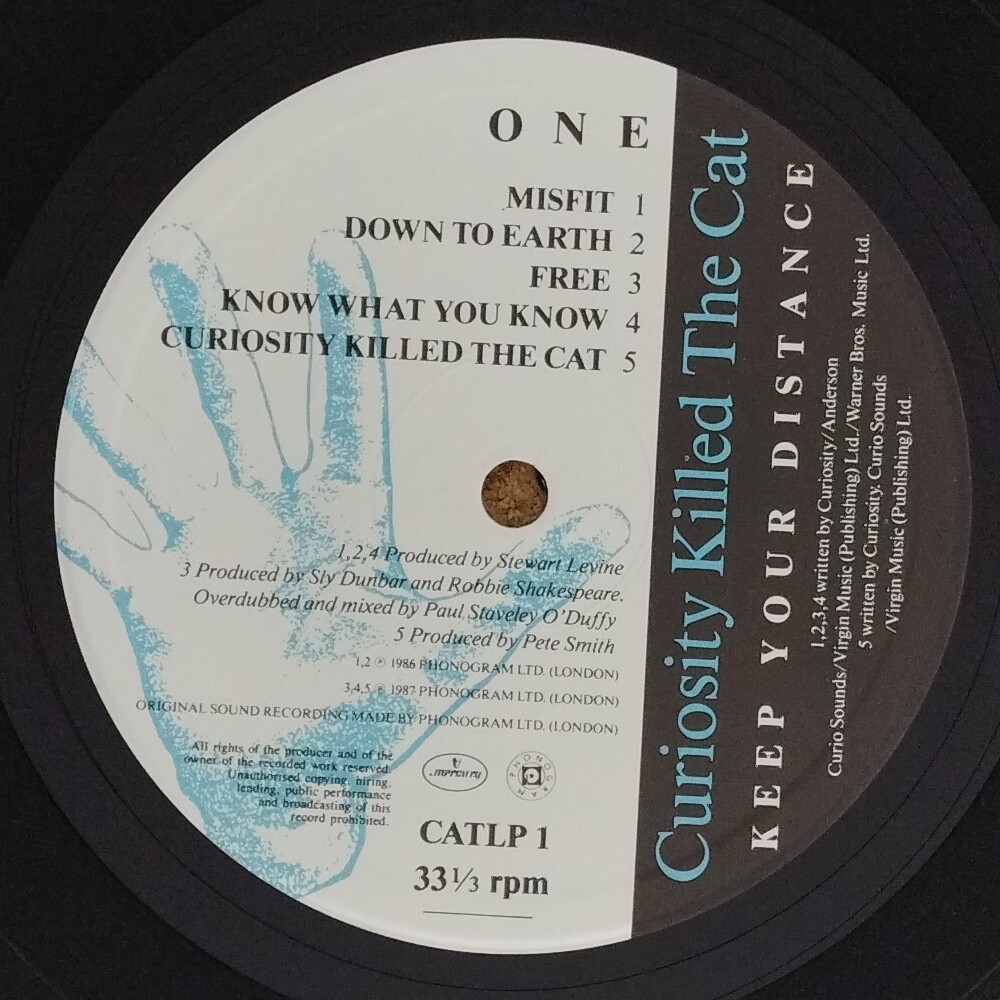 ONE
MISFIT 1
DOWN TO EARTH 2
FREE 3
KNOW WHAT YOU KNOW 4
CURIOSITY KILLED THE CAT 5
1,2,4 Produced by Stewart Levine
3 Produced by Sly Dunbar and Robbie Shakespeare.
Overdubbed and mixed by Paul Staveley O'Duffy
5 Produced by Pete Smith
1,2 ℗ 1986 PHONOGRAM LTD. (LONDON)
3,4,5 ℗ 1987 PHONOGRAM LTD. (LONDON)
ORIGINAL SOUND RECORDING MADE BY PHONOGRAM LTD. (LONDON)
All rights of the producer and of the
owner of the recorded work reserved.
Unauthorised copying, hiring,
lending, public performance
and broadcasting of this
record prohibited.
mercury
PHONOGRAM
CATLP 1
33⅓ rpm
Curiosity Killed The Cat
KEEP YOUR DISTANCE
1,2,3,4 written by Curiosity/Anderson
Curio Sounds/Virgin Music (Publishing) Ltd./Warner Bros. Music Ltd.
5 written by Curiosity. Curio Sounds
/Virgin Music (Publishing) Ltd.